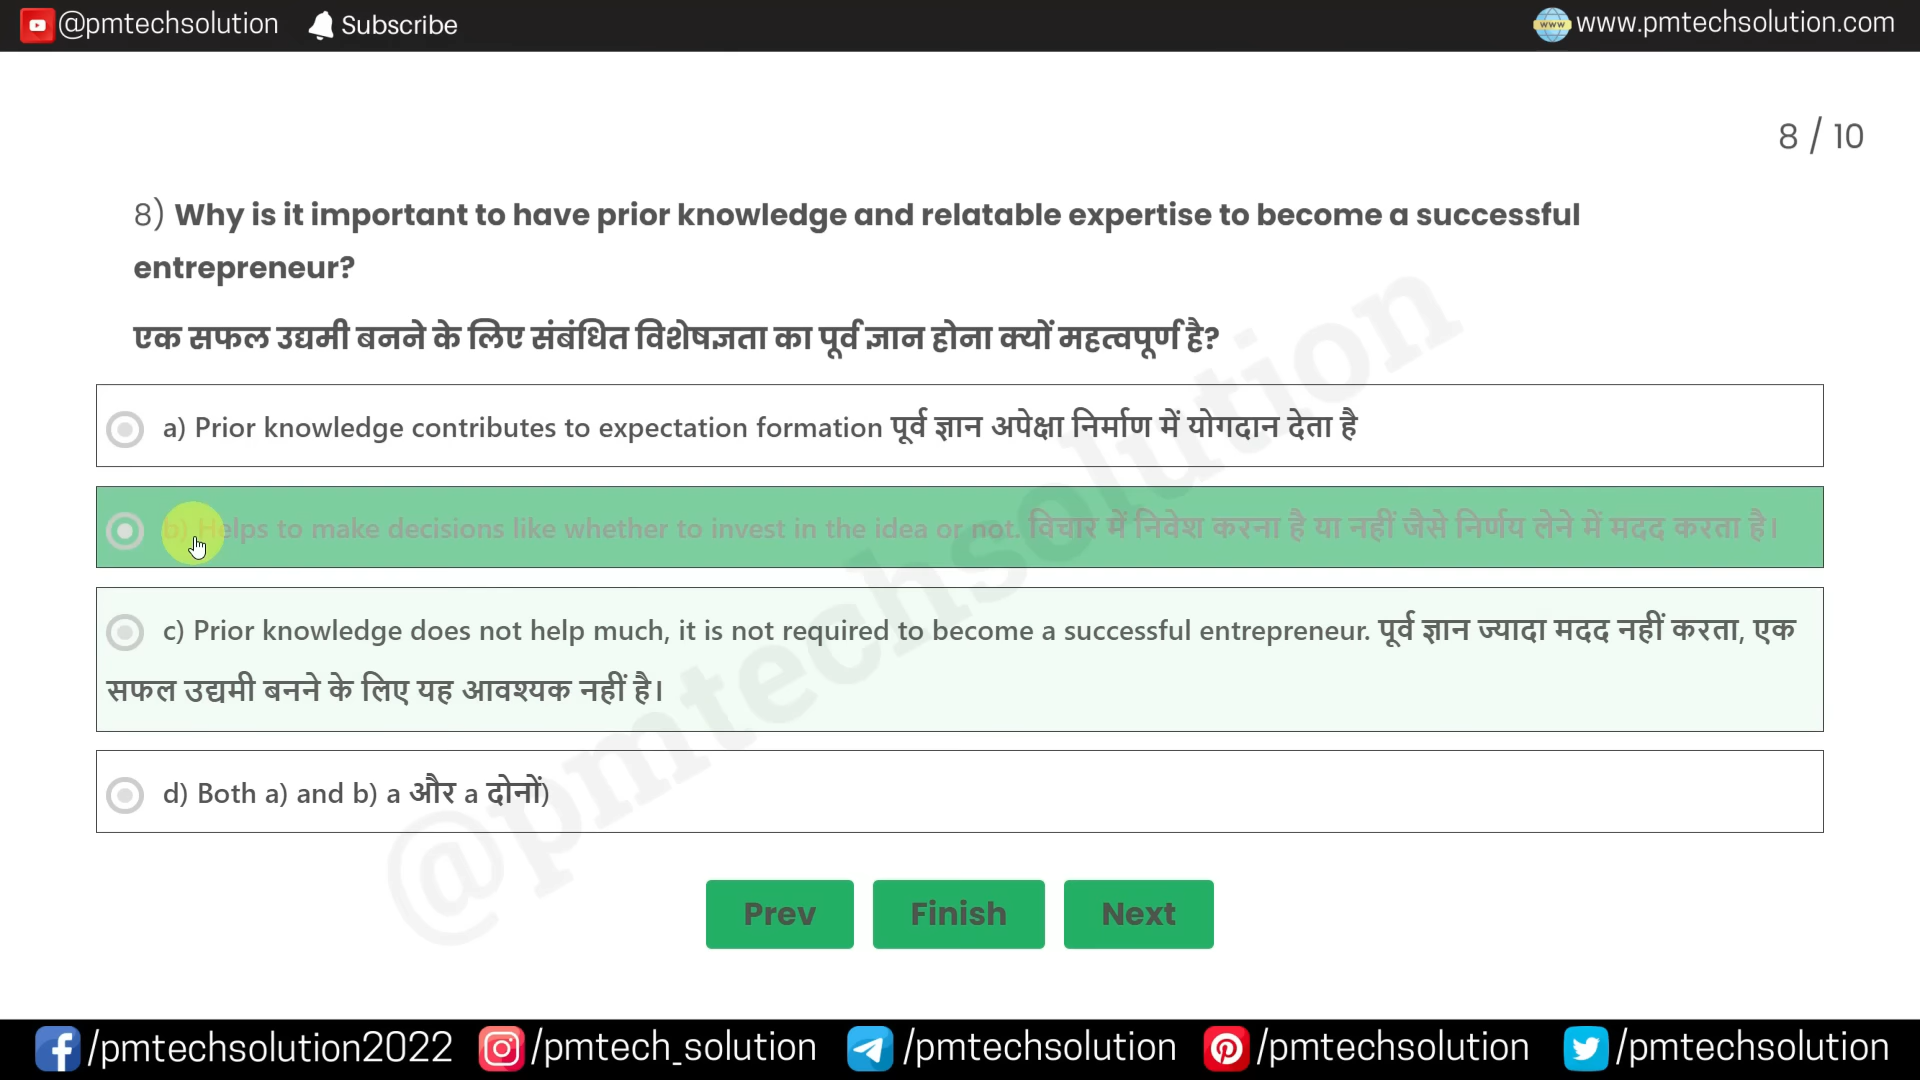 @pmtechsolution Subscribe www.pmtechsolution.com
8 / 10
8) Why is it important to have prior knowledge and relatable expertise to become a successful
entrepreneur?
एक सफल उद्यमी बनने के लिए संबंधित विशेषज्ञता का पूर्व ज्ञान होना क्यों महत्वपूर्ण है?
a) Prior knowledge contributes to expectation formation पूर्व ज्ञान अपेक्षा निर्माण में योगदान देता है
b) Helps to make decisions like whether to invest in the idea or not. विचार में निवेश करना है या नहीं जैसे निर्णय लेने में मदद करता है।
c) Prior knowledge does not help much, it is not required to become a successful entrepreneur. पूर्व ज्ञान ज्यादा मदद नहीं करता, एक
सफल उद्यमी बनने के लिए यह आवश्यक नहीं है।
d) Both a) and b) a और a दोनों)
@pmtechsolution
Prev Finish Next
/pmtechsolution2022 /pmtech_solution /pmtechsolution /pmtechsolution /pmtechsolution